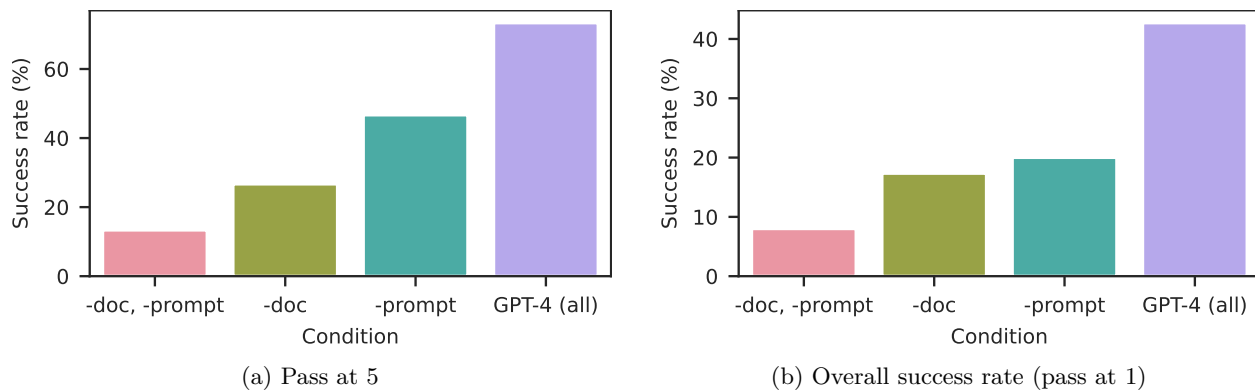 Success rate (%)
60
40
20
0
-doc, -prompt
-doc
-prompt
GPT-4 (all)
Condition
(a) Pass at 5
Success rate (%)
40
30
20
10
0
-doc, -prompt
-doc
-prompt
GPT-4 (all)
Condition
(b) Overall success rate (pass at 1)